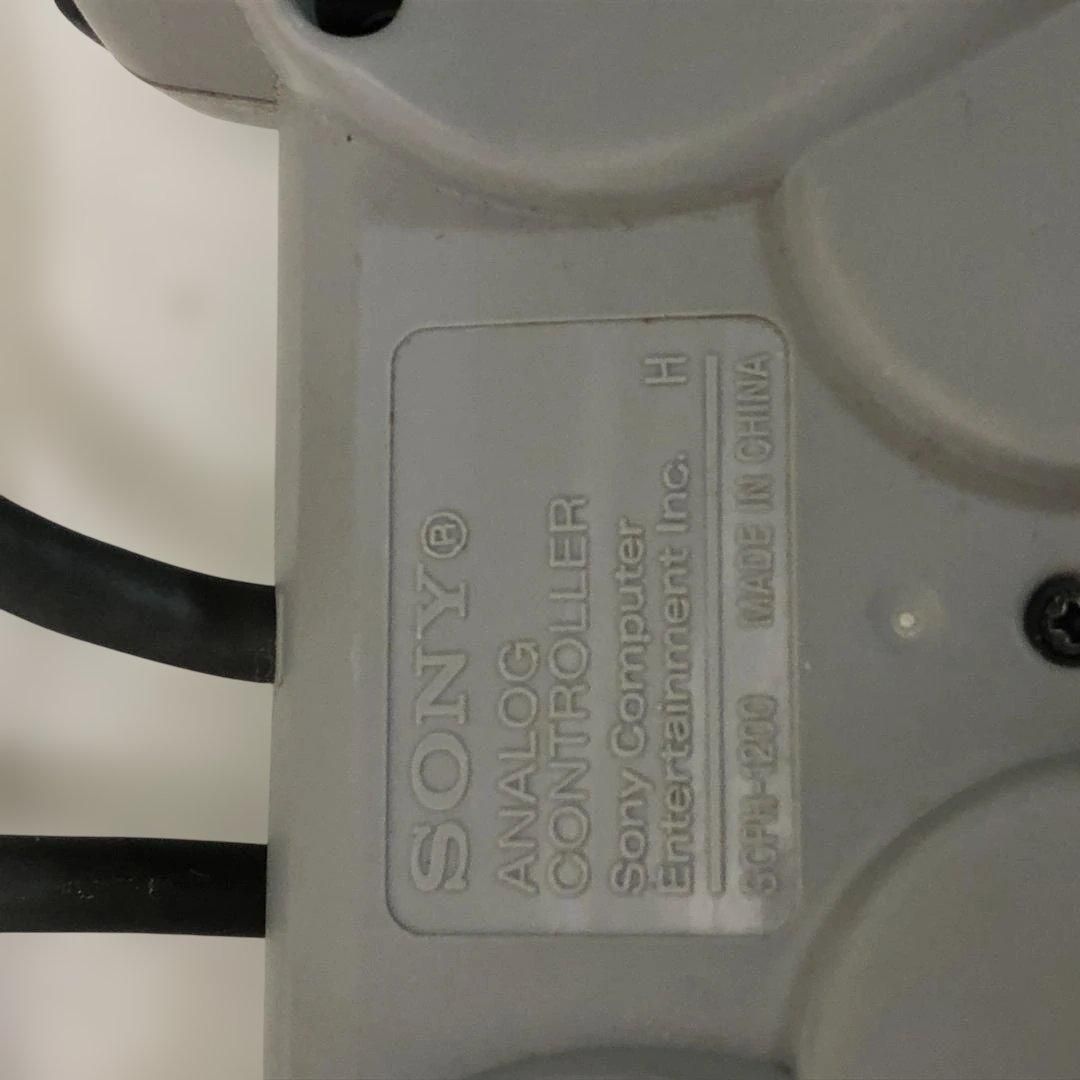 SONY®
ANALOG
CONTROLLER
Sony Computer
Entertainment Inc. H
SCPH-1200 MADE IN CHINA